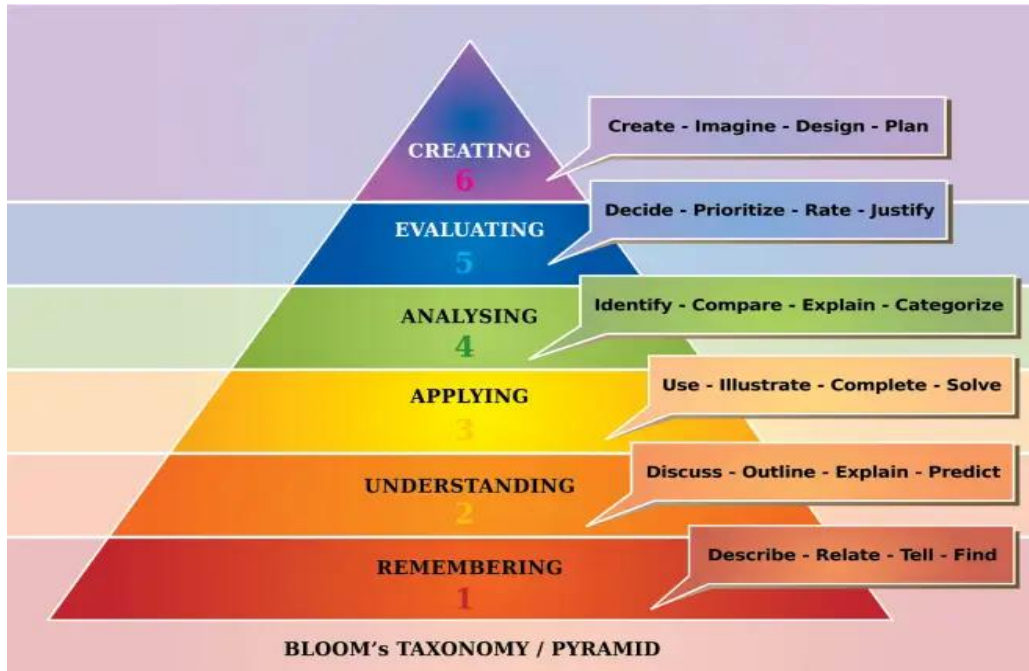 CREATING
6
Create - Imagine - Design - Plan
EVALUATING
5
Decide - Prioritize - Rate - Justify
ANALYSING
4
Identify - Compare - Explain - Categorize
APPLYING
3
Use - Illustrate - Complete - Solve
UNDERSTANDING
2
Discuss - Outline - Explain - Predict
REMEMBERING
1
Describe - Relate - Tell - Find
BLOOM's TAXONOMY / PYRAMID